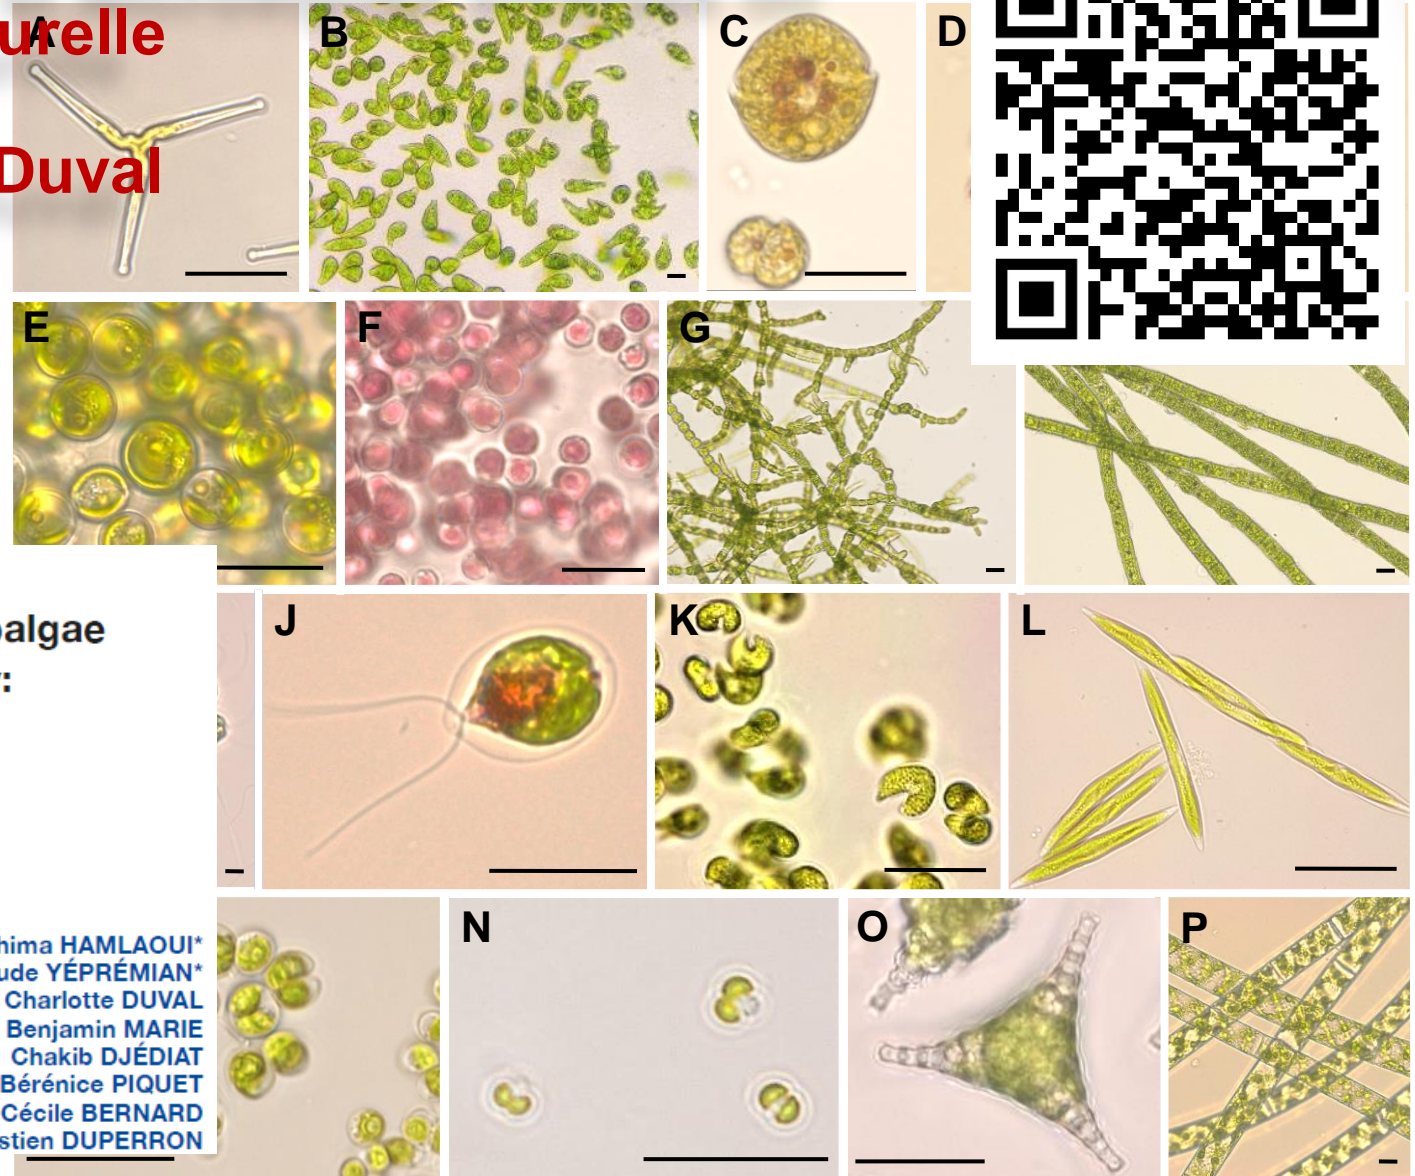 urelle
A
B
C
D
Duval
E
F
G
algae
:
J
K
L
N
O
P
hima HAMLAOUI*
ude YÉPRÉMIAN*
Charlotte DUVAL
Benjamin MARIE
Chakib DJÉDIAT
Bérénice PIQUET
Cécile BERNARD
stien DUPERRON